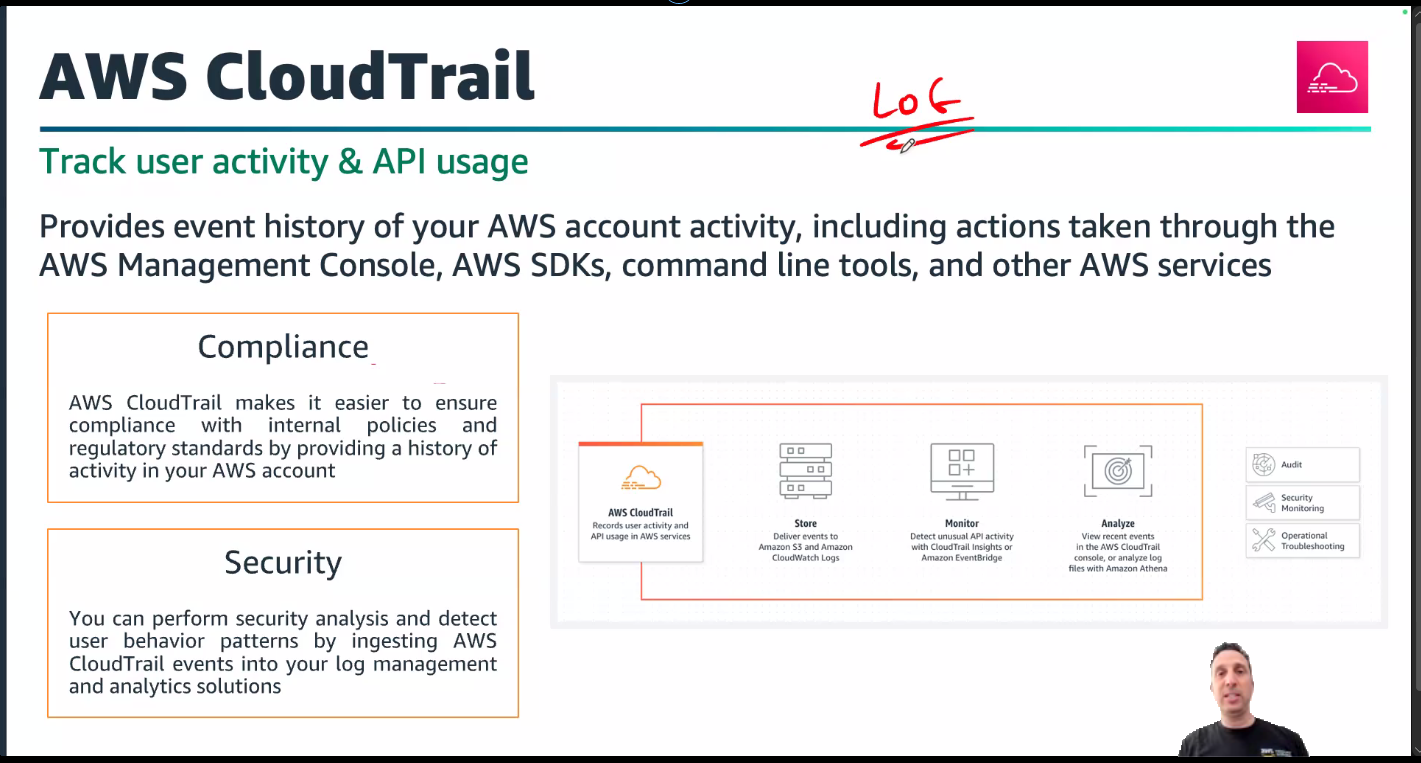 AWS CloudTrail
LOG
Track user activity & API usage
Provides event history of your AWS account activity, including actions taken through the
AWS Management Console, AWS SDKs, command line tools, and other AWS services
Compliance
AWS CloudTrail makes it easier to ensure
compliance with internal policies and
regulatory standards by providing a history of
activity in your AWS account
Security
You can perform security analysis and detect
user behavior patterns by ingesting AWS
CloudTrail events into your log management
and analytics solutions
AWS CloudTrail
Records user activity and
API usage in AWS services
Store
Deliver events to
Amazon S3 and Amazon
CloudWatch Logs
Monitor
Detect unusual API activity
with CloudTrail Insights or
Amazon EventBridge
Analyze
View recent events
in the AWS CloudTrail
console, or analyze log
files with Amazon Athena
Audit
Security
Monitoring
Operational
Troubleshooting